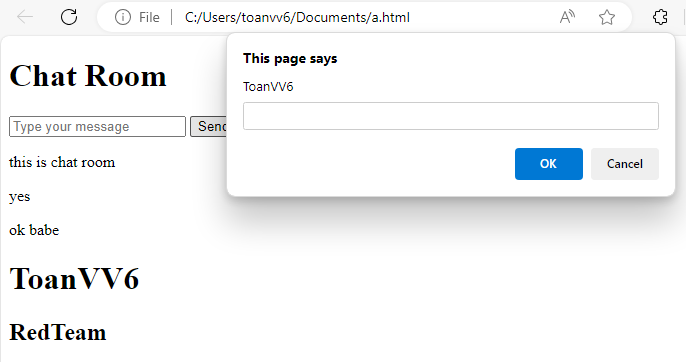 File C:/Users/toanvv6/Documents/a.html
This page says
ToanVV6
OK Cancel
Chat Room
Type your message Send
this is chat room
yes
ok babe
ToanVV6
RedTeam